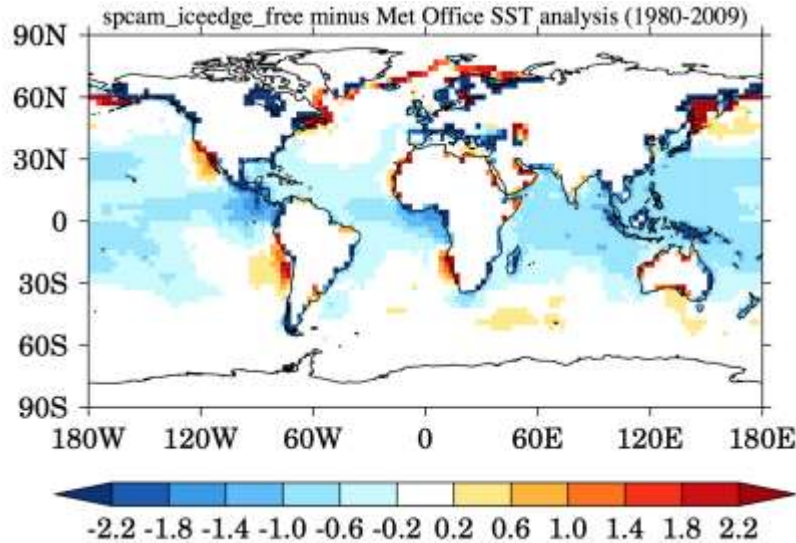 spcam_iceedge_free minus Met Office SST analysis (1980-2009)
90N
60N
30N
0
30S
60S
90S
180W 120W 60W 0 60E 120E 180E
-2.2 -1.8 -1.4 -1.0 -0.6 -0.2 0.2 0.6 1.0 1.4 1.8 2.2